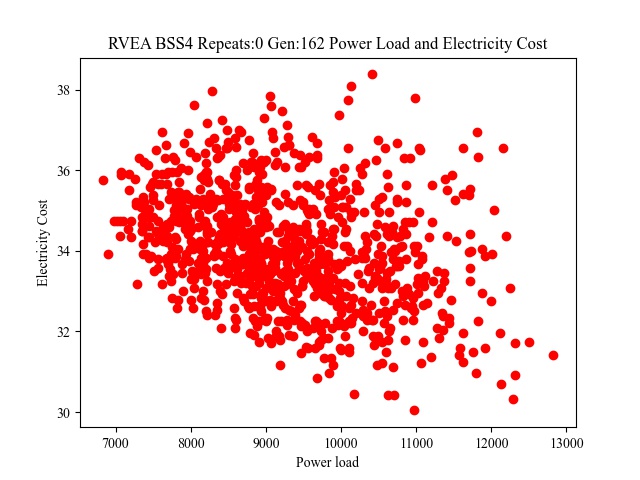 RVEA BSS4 Repeats:0 Gen:162 Power Load and Electricity Cost
38
36
34
32
30
Electricity Cost
7000 8000 9000 10000 11000 12000 13000
Power load